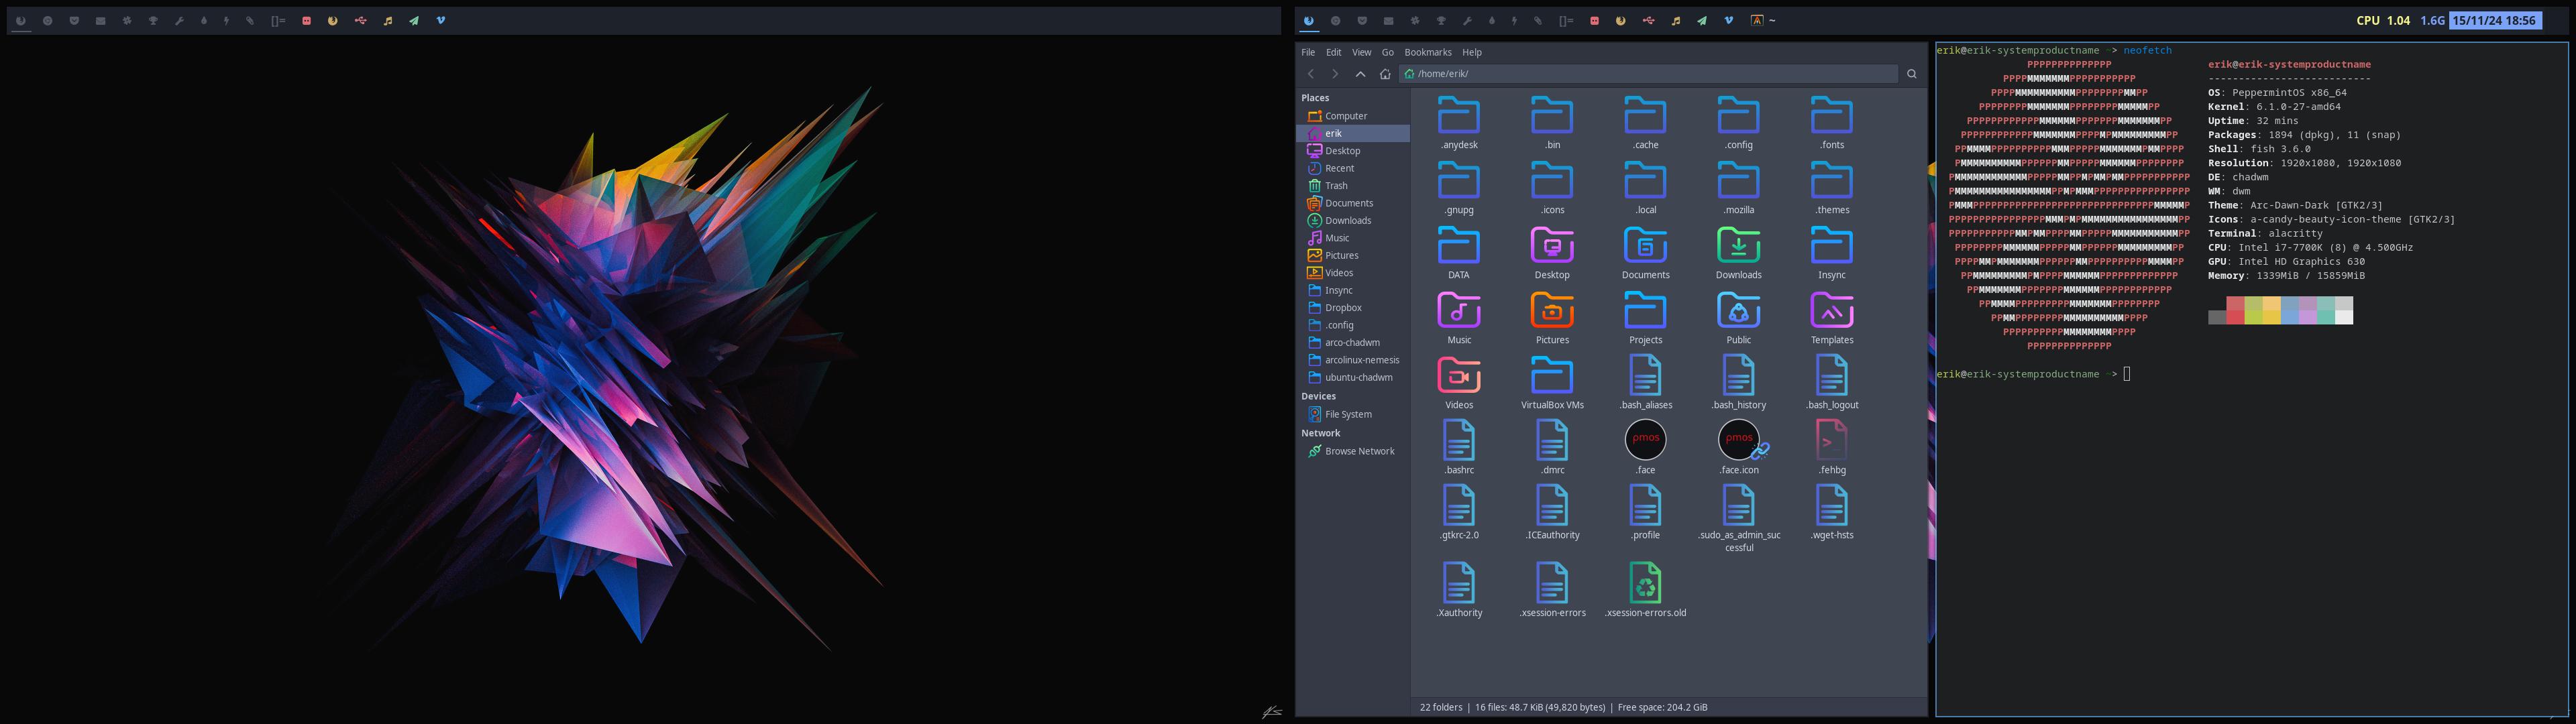 []=
[]=
~
CPU 1.04 1.6G 15/11/24 18:56
File Edit View Go Bookmarks Help
/home/erik/
Places
Computer
erik
Desktop
Recent
Trash
Documents
Downloads
Music
Pictures
Videos
Insync
Dropbox
.config
arco-chadwm
arcolinux-nemesis
ubuntu-chadwm
Devices
File System
Network
Browse Network
.anydesk .bin .cache .config .fonts
.gnupg .icons .local .mozilla .themes
DATA Desktop Documents Downloads Insync
Music Pictures Projects Public Templates
Videos VirtualBox VMs .bash_aliases .bash_history .bash_logout
pmos pmos
.bashrc .dmrc .face .face.icon .fehbg
.gtkrc-2.0 .ICEauthority .profile .sudo_as_admin_successful .wget-hsts
.Xauthority .xsession-errors .xsession-errors.old
22 folders | 16 files: 48.7 KiB (49,820 bytes) | Free space: 204.2 GiB
erik@erik-systemproductname ~> neofetch
erik@erik-systemproductname
---------------------------
OS: PeppermintOS x86_64
Kernel: 6.1.0-27-amd64
Uptime: 32 mins
Packages: 1894 (dpkg), 11 (snap)
Shell: fish 3.6.0
Resolution: 1920x1080, 1920x1080
DE: chadwm
WM: dwm
Theme: Arc-Dawn-Dark [GTK2/3]
Icons: a-candy-beauty-icon-theme [GTK2/3]
Terminal: alacritty
CPU: Intel i7-7700K (8) @ 4.500GHz
GPU: Intel HD Graphics 630
Memory: 1339MiB / 15859MiB
erik@erik-systemproductname ~>